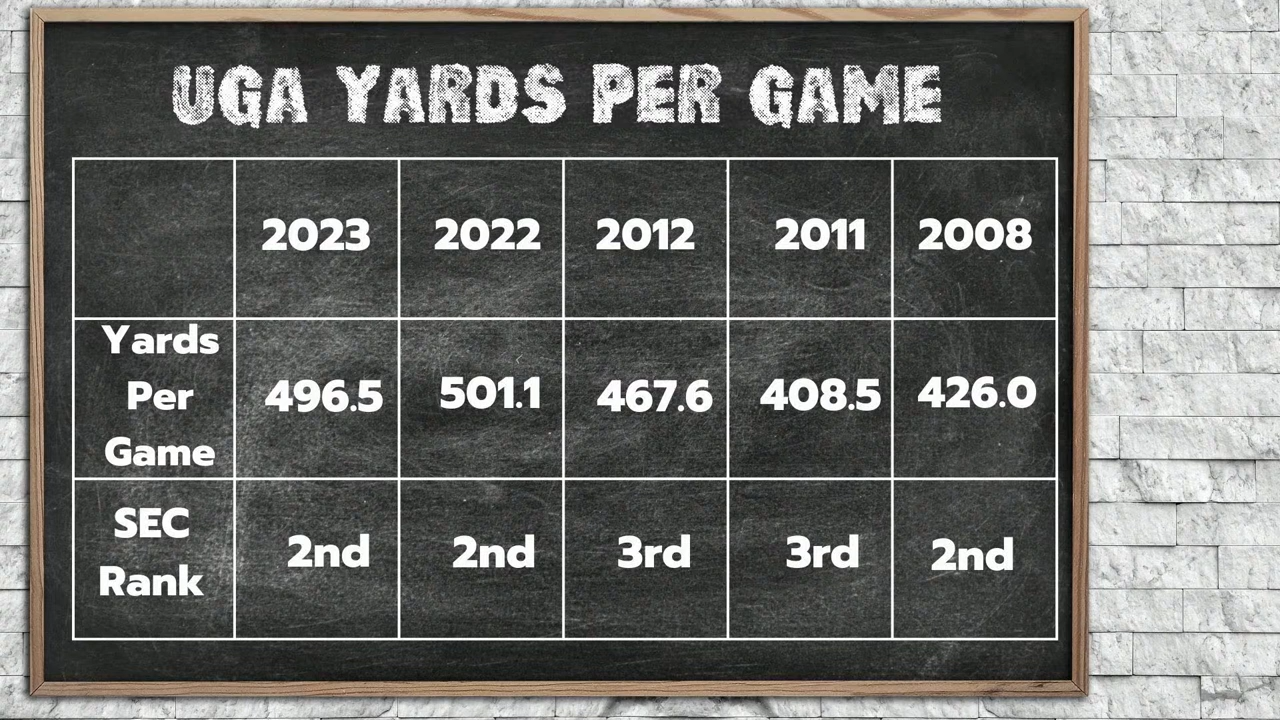 UGA YARDS PER GAME
2023 2022 2012 2011 2008
Yards
Per
Game
496.5 501.1 467.6 408.5 426.0
SEC
Rank
2nd 2nd 3rd 3rd 2nd